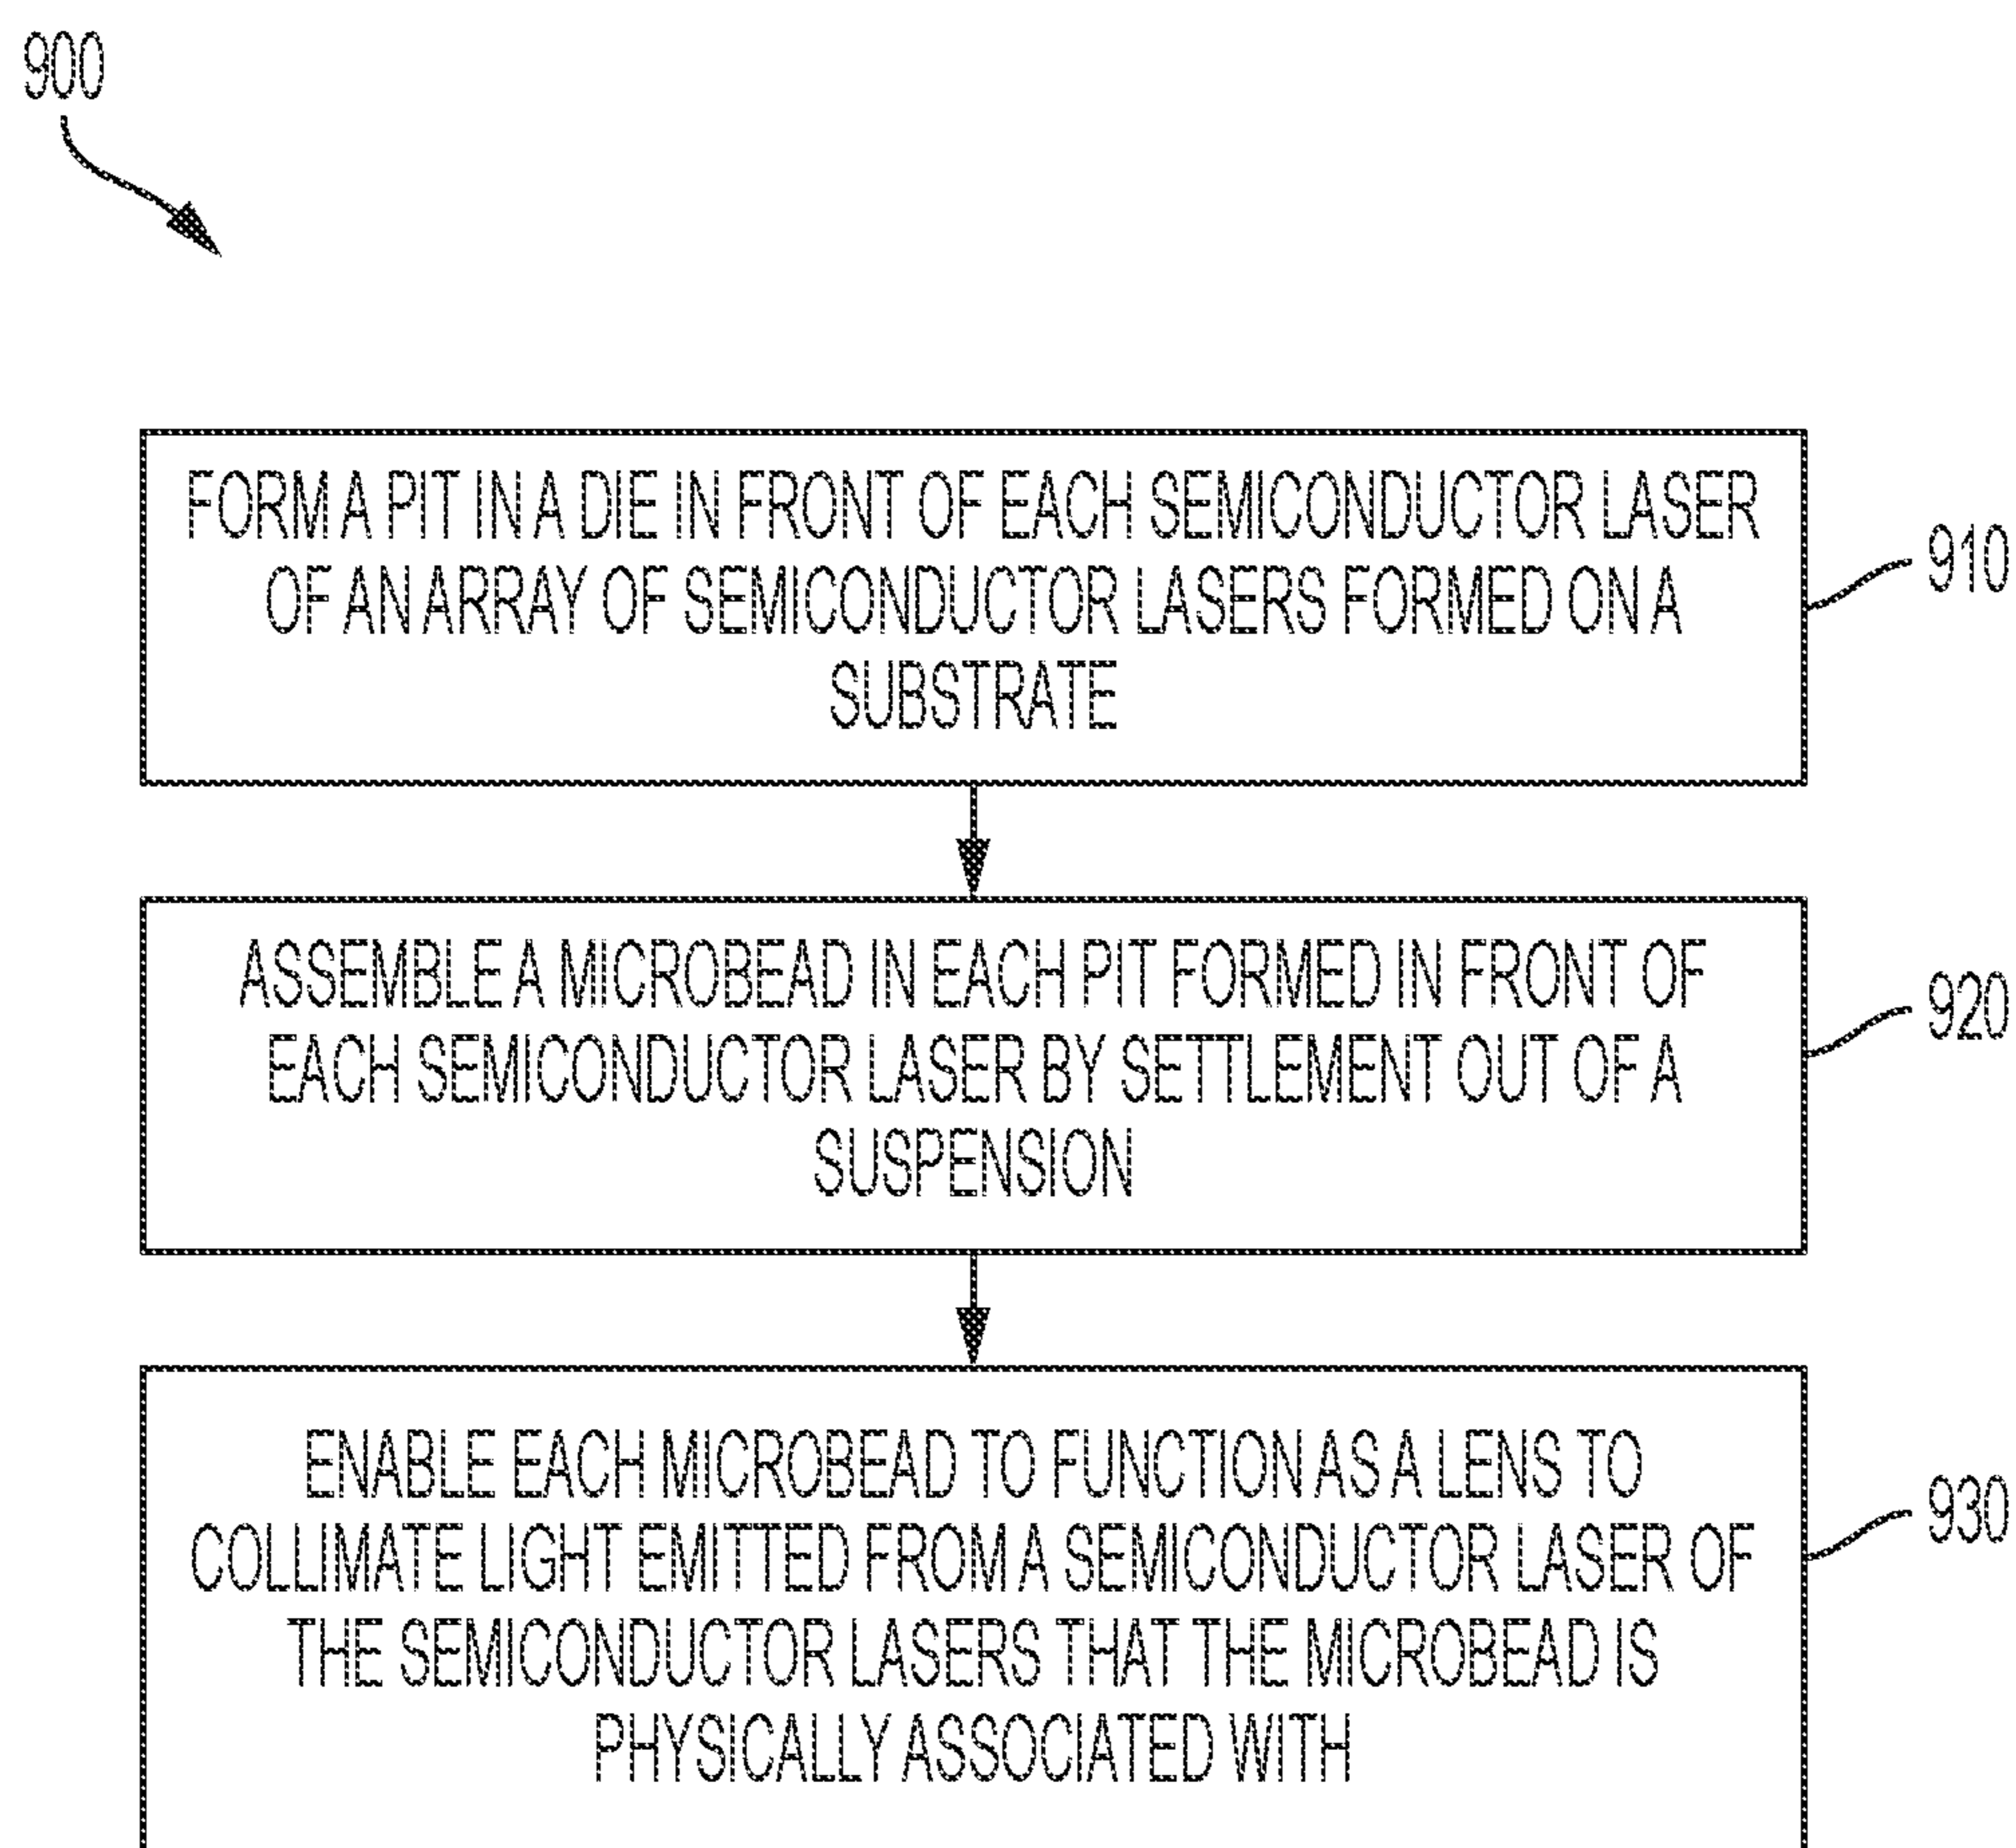 900
FORM A PIT IN A DIE IN FRONT OF EACH SEMICONDUCTOR LASER
OF AN ARRAY OF SEMICONDUCTOR LASERS FORMED ON A
SUBSTRATE
910
ASSEMBLE A MICROBEAD IN EACH PIT FORMED IN FRONT OF
EACH SEMICONDUCTOR LASER BY SETTLEMENT OUT OF A
SUSPENSION
920
ENABLE EACH MICROBEAD TO FUNCTION AS A LENS TO
COLLIMATE LIGHT EMITTED FROM A SEMICONDUCTOR LASER OF
THE SEMICONDUCTOR LASERS THAT THE MICROBEAD IS
PHYSICALLY ASSOCIATED WITH
930